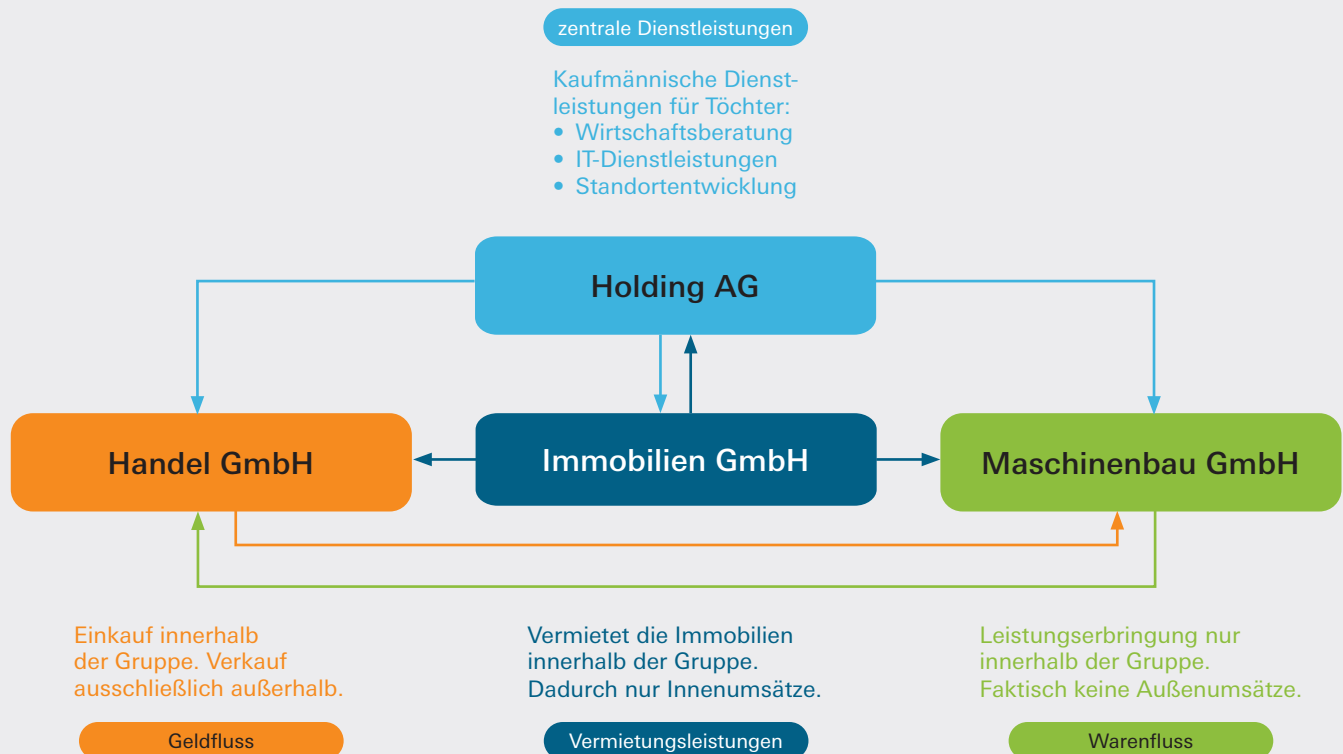 zentrale Dienstleistungen
Kaufmännische Dienst-
leistungen für Töchter:
• Wirtschaftsberatung
• IT-Dienstleistungen
• Standortentwicklung
Holding AG
Handel GmbH
Immobilien GmbH
Maschinenbau GmbH
Einkauf innerhalb
der Gruppe. Verkauf
ausschließlich außerhalb.
Geldfluss
Vermietet die Immobilien
innerhalb der Gruppe.
Dadurch nur Innenumsätze.
Vermietungsleistungen
Leistungserbringung nur
innerhalb der Gruppe.
Faktisch keine Außenumsätze.
Warenfluss